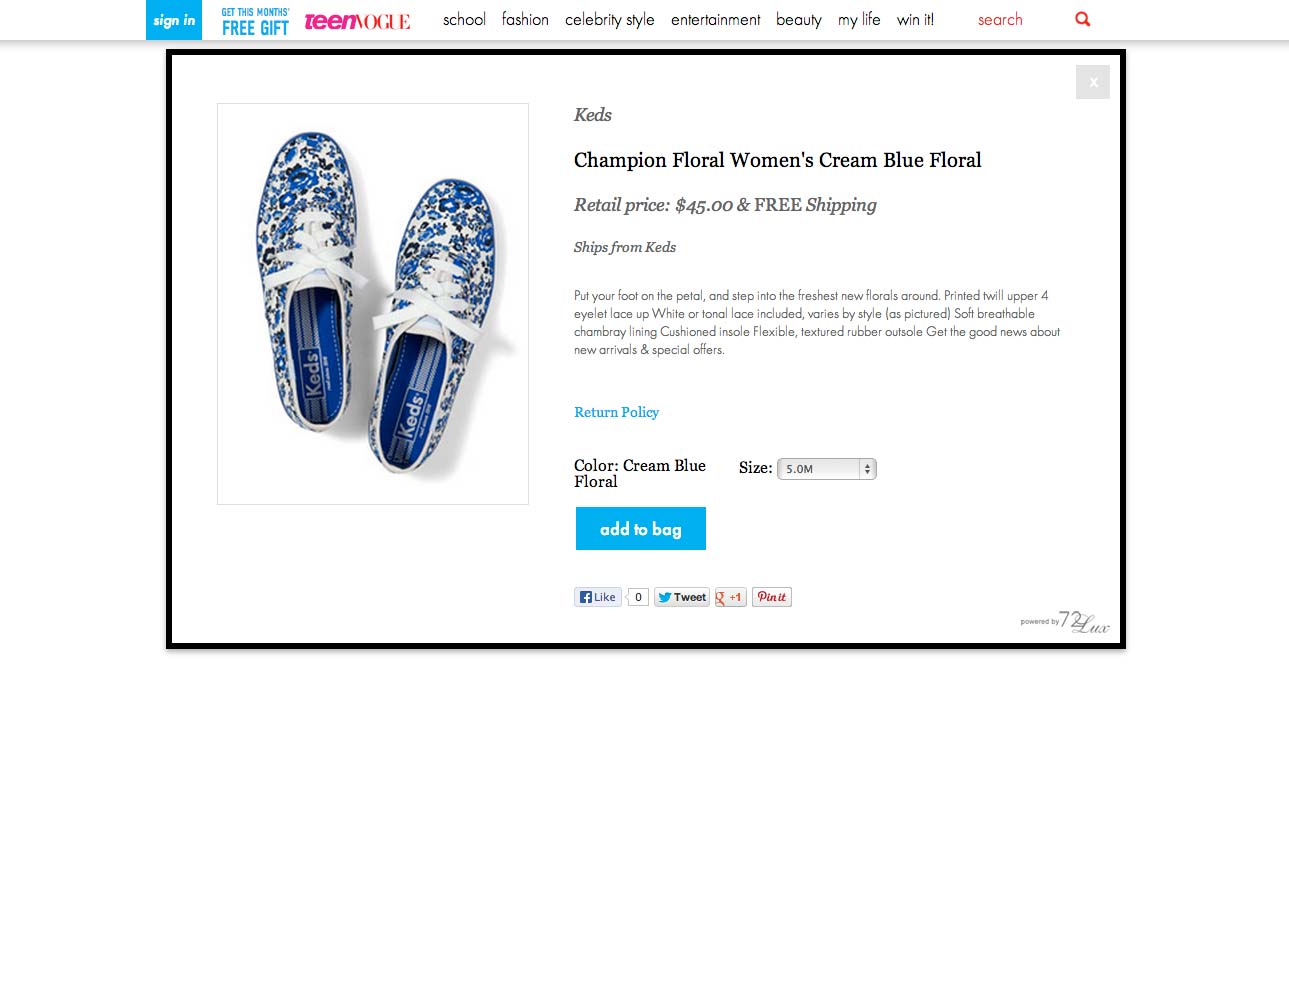 sign in
GET THIS MONTHS'
FREE GIFT
teenVOGUE
school fashion celebrity style entertainment beauty my life win it! search
x
Keds
Champion Floral Women's Cream Blue Floral
Retail price: $45.00 & FREE Shipping
Ships from Keds
Put your foot on the petal, and step into the freshest new florals around. Printed twill upper 4
eyelet lace up White or tonal lace included, varies by style (as pictured) Soft breathable
chambray lining Cushioned insole Flexible, textured rubber outsole Get the good news about
new arrivals & special offers.
Return Policy
Color: Cream Blue
Floral
Size: 5.0M
add to bag
Like 0 Tweet g +1 Pin it
powered by 72Lux
Keds
Keds